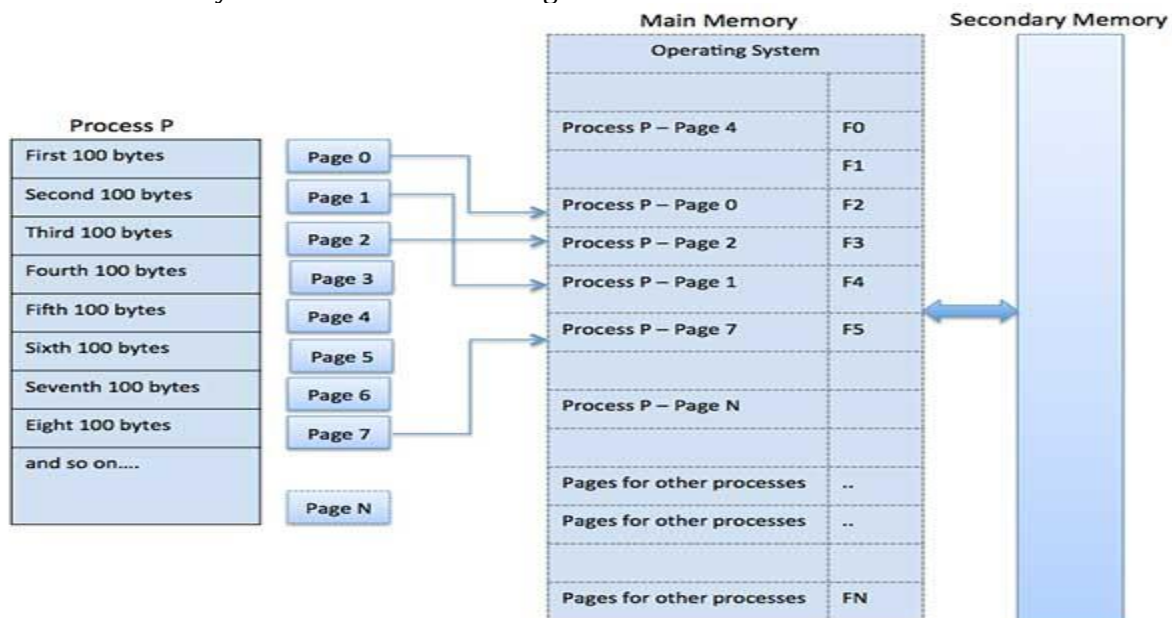 Main Memory
Secondary Memory
Operating System
Process P
First 100 bytes
Second 100 bytes
Third 100 bytes
Fourth 100 bytes
Fifth 100 bytes
Sixth 100 bytes
Seventh 100 bytes
Eight 100 bytes
and so on....
Page 0
Page 1
Page 2
Page 3
Page 4
Page 5
Page 6
Page 7
Page N
Process P – Page 4 F0
F1
Process P – Page 0 F2
Process P – Page 2 F3
Process P – Page 1 F4
Process P – Page 7 F5
Process P – Page N
Pages for other processes ..
Pages for other processes ..
Pages for other processes FN